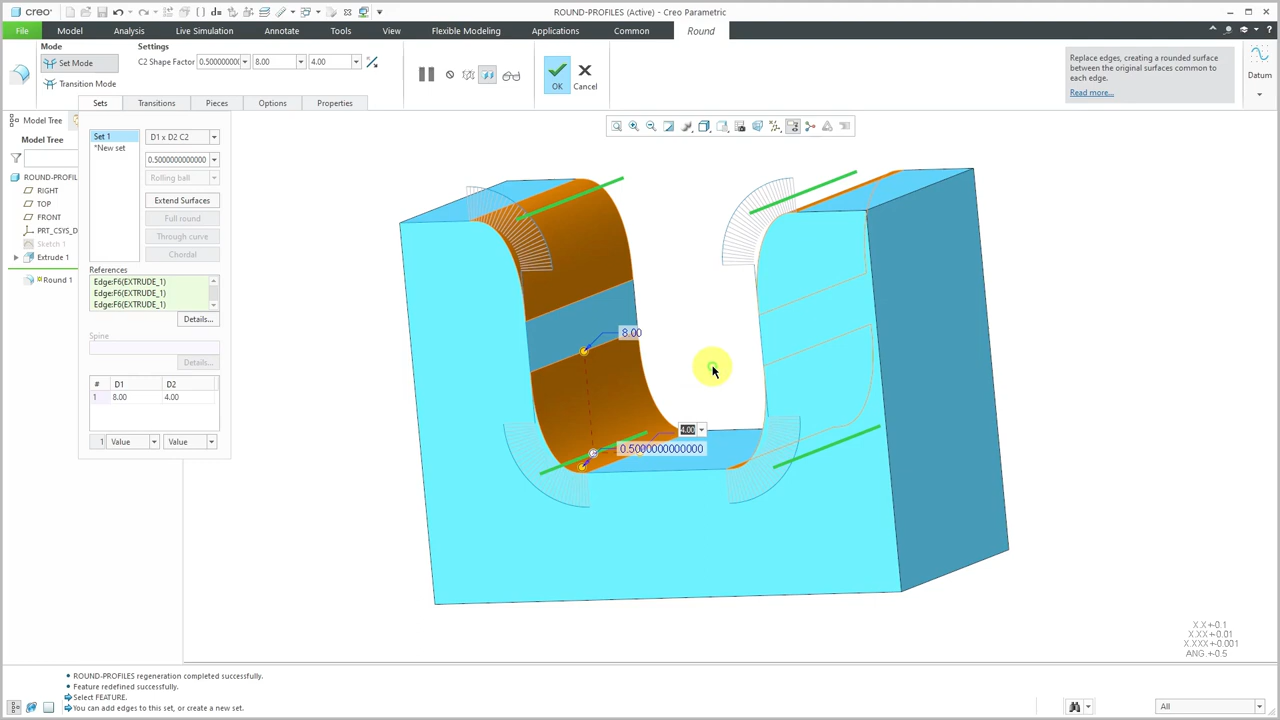 creo
ROUND-PROFILES (Active) - Creo Parametric
File Model Analysis Live Simulation Annotate Tools View Flexible Modeling Applications Common Round
Mode
Settings
Set Mode
C2 Shape Factor 0.500000000 8.00 4.00
Transition Mode
OK
Cancel
Replace edges, creating a rounded surface
between the original surfaces common to
each edge.
Read more...
Datum
Sets Transitions Pieces Options Properties
Model Tree
Model Tree
ROUND-PROFILES
RIGHT
TOP
FRONT
PRT_CSYS_D
Sketch 1
Extrude 1
Round 1
Set 1
*New set
D1 x D2 C2
0.5000000000000
Rolling ball
Extend Surfaces
Full round
Through curve
Chordal
References
Edge:F6(EXTRUDE_1)
Edge:F6(EXTRUDE_1)
Edge:F6(EXTRUDE_1)
Details...
Spine
Details...
# D1 D2
1 8.00 4.00
1 Value Value
8.00
4.00
0.5000000000000
X.X+-0.1
X.XX+-0.01
X.XXX+-0.001
ANG.+-0.5
ROUND-PROFILES regeneration completed successfully.
Feature redefined successfully.
Select FEATURE.
You can add edges to this set, or create a new set.
All